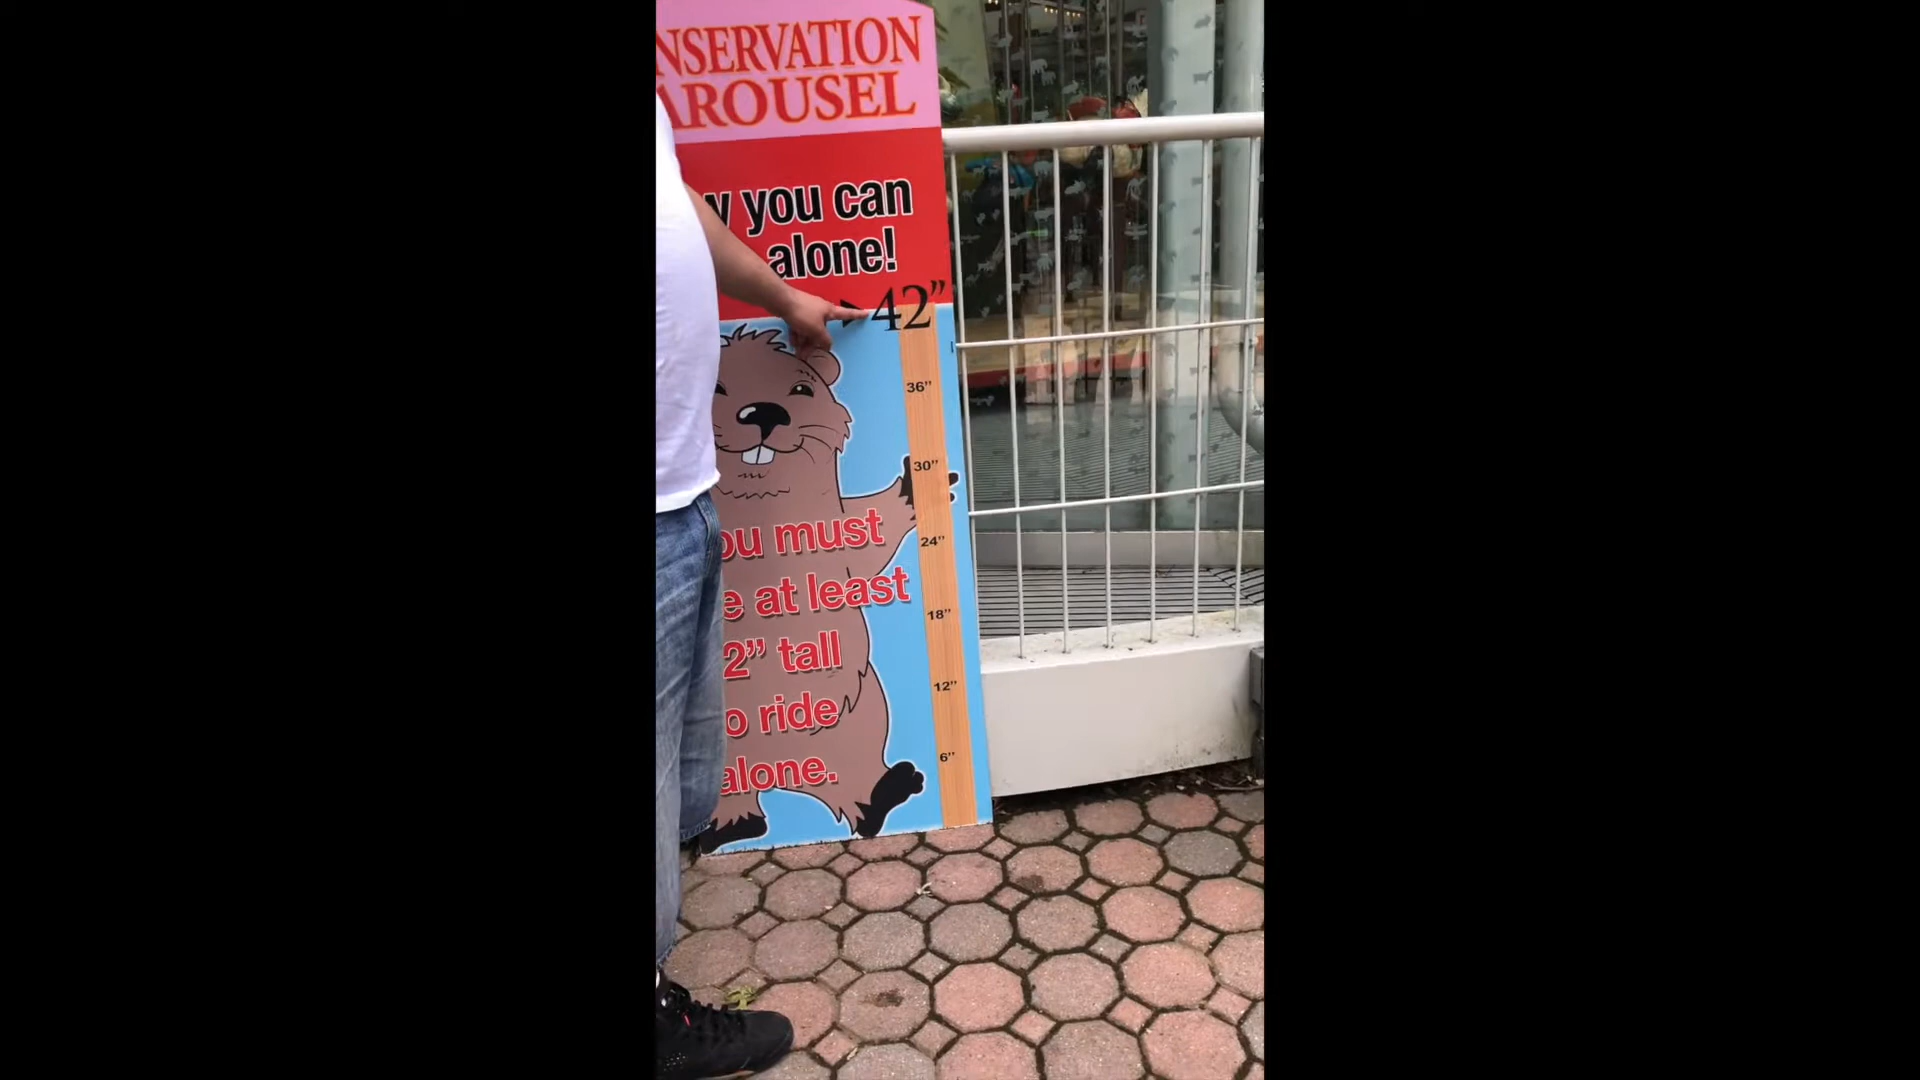 NSERVATION
AROUSEL
you can
alone!
42”
36”
30”
24”
18”
12”
6”
ou must
e at least
2” tall
o ride
alone.